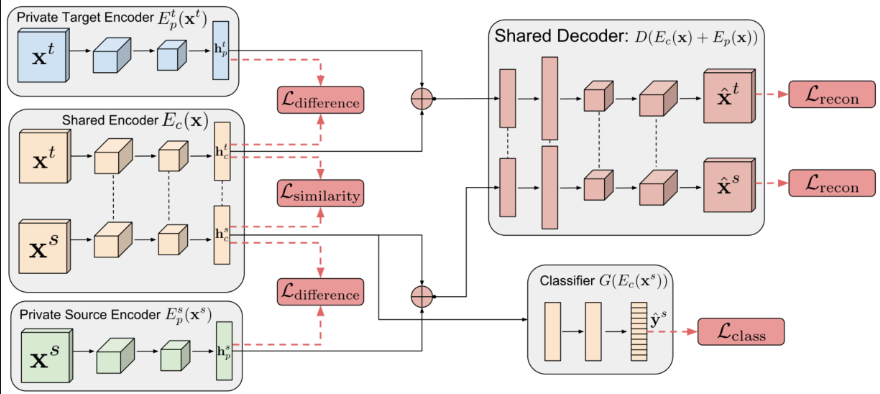 Private Target Encoder $E_p^t(\mathbf{x}^t)$
$\mathbf{x}^t$
$\mathbf{h}_p^t$
$\mathcal{L}_{\text{difference}}$
Shared Encoder $E_c(\mathbf{x})$
$\mathbf{x}^t$
$\mathbf{h}_c^t$
$\mathcal{L}_{\text{similarity}}$
$\mathbf{x}^s$
$\mathbf{h}_c^s$
$\mathcal{L}_{\text{difference}}$
Private Source Encoder $E_p^s(\mathbf{x}^s)$
$\mathbf{x}^s$
$\mathbf{h}_p^s$
Shared Decoder: $D(E_c(\mathbf{x}) + E_p(\mathbf{x}))$
$\hat{\mathbf{x}}^t$
$\mathcal{L}_{\text{recon}}$
$\hat{\mathbf{x}}^s$
$\mathcal{L}_{\text{recon}}$
Classifier $G(E_c(\mathbf{x}^s))$
$\hat{\mathbf{y}}^s$
$\mathcal{L}_{\text{class}}$